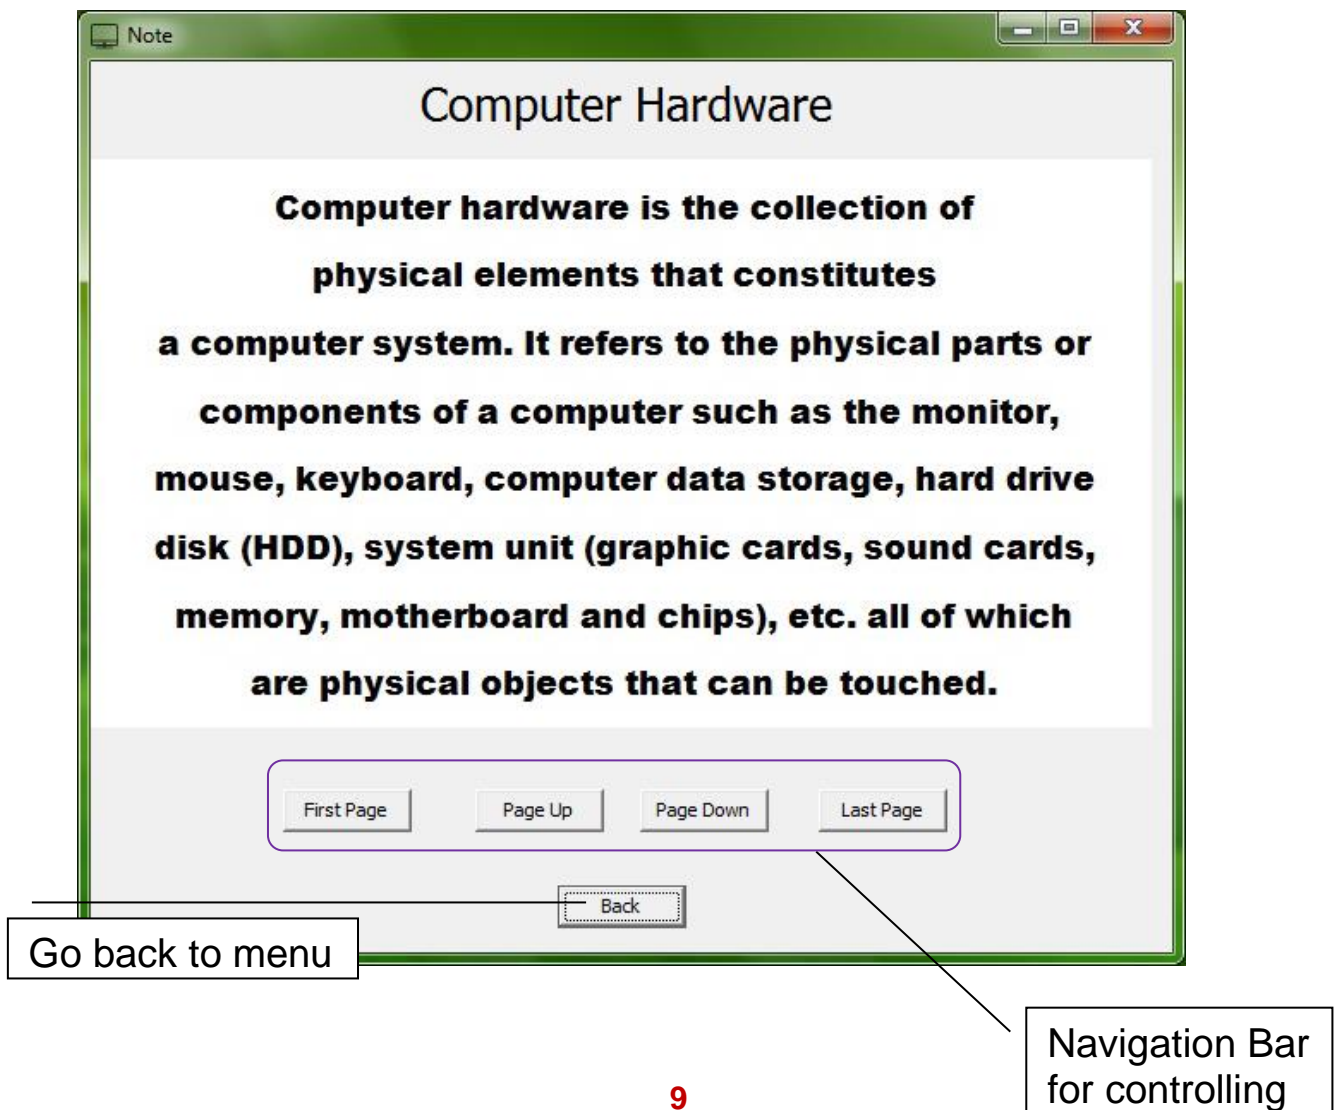 Note
Computer Hardware
Computer hardware is the collection of
physical elements that constitutes
a computer system. It refers to the physical parts or
components of a computer such as the monitor,
mouse, keyboard, computer data storage, hard drive
disk (HDD), system unit (graphic cards, sound cards,
memory, motherboard and chips), etc. all of which
are physical objects that can be touched.
First Page Page Up Page Down Last Page
Back
Go back to menu
Navigation Bar
for controlling
9